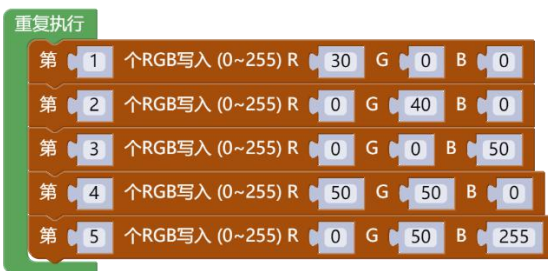 重复执行
第 1 个RGB写入 (0~255) R 30 G 0 B 0
第 2 个RGB写入 (0~255) R 0 G 40 B 0
第 3 个RGB写入 (0~255) R 0 G 0 B 50
第 4 个RGB写入 (0~255) R 50 G 50 B 0
第 5 个RGB写入 (0~255) R 0 G 50 B 255